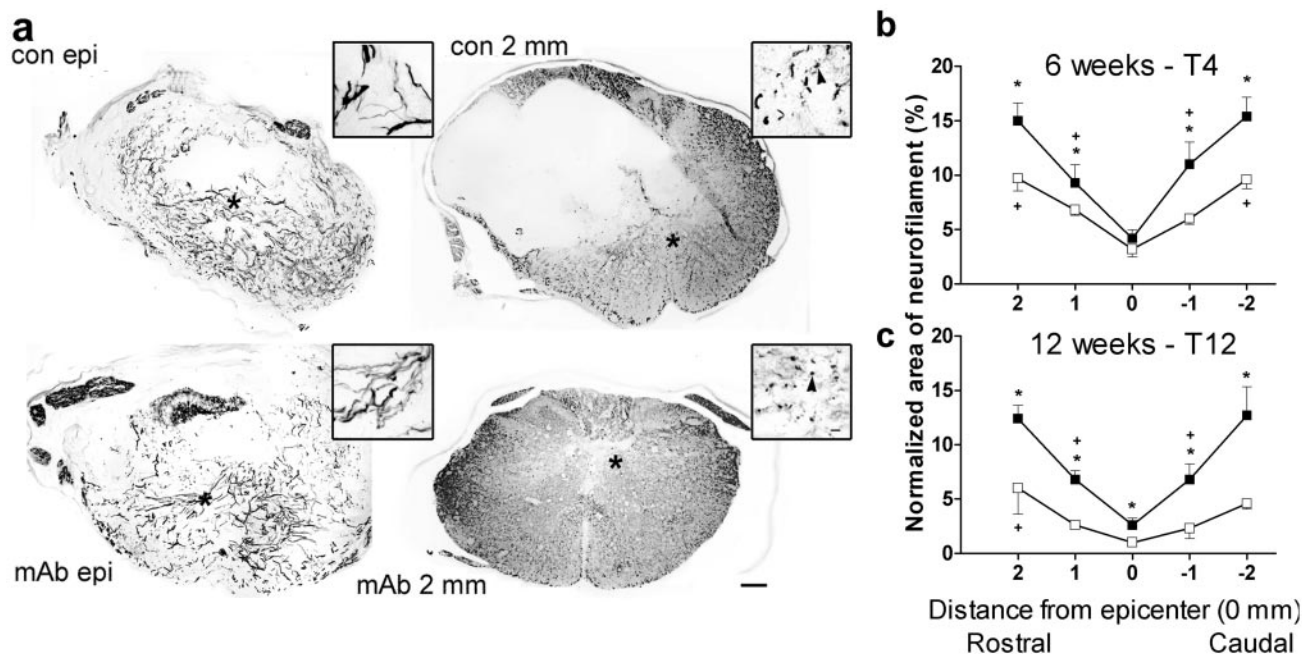 a
con epi
con 2 mm
*
*
mAb epi
mAb 2 mm
*
*
b
6 weeks - T4
20
15
10
5
0
* + * + * *
+ +
2 1 0 -1 -2
c
12 weeks - T12
20
15
10
5
0
* + * * + * *
+
2 1 0 -1 -2
Normalized area of neurofilament (%)
Distance from epicenter (0 mm)
Rostral Caudal